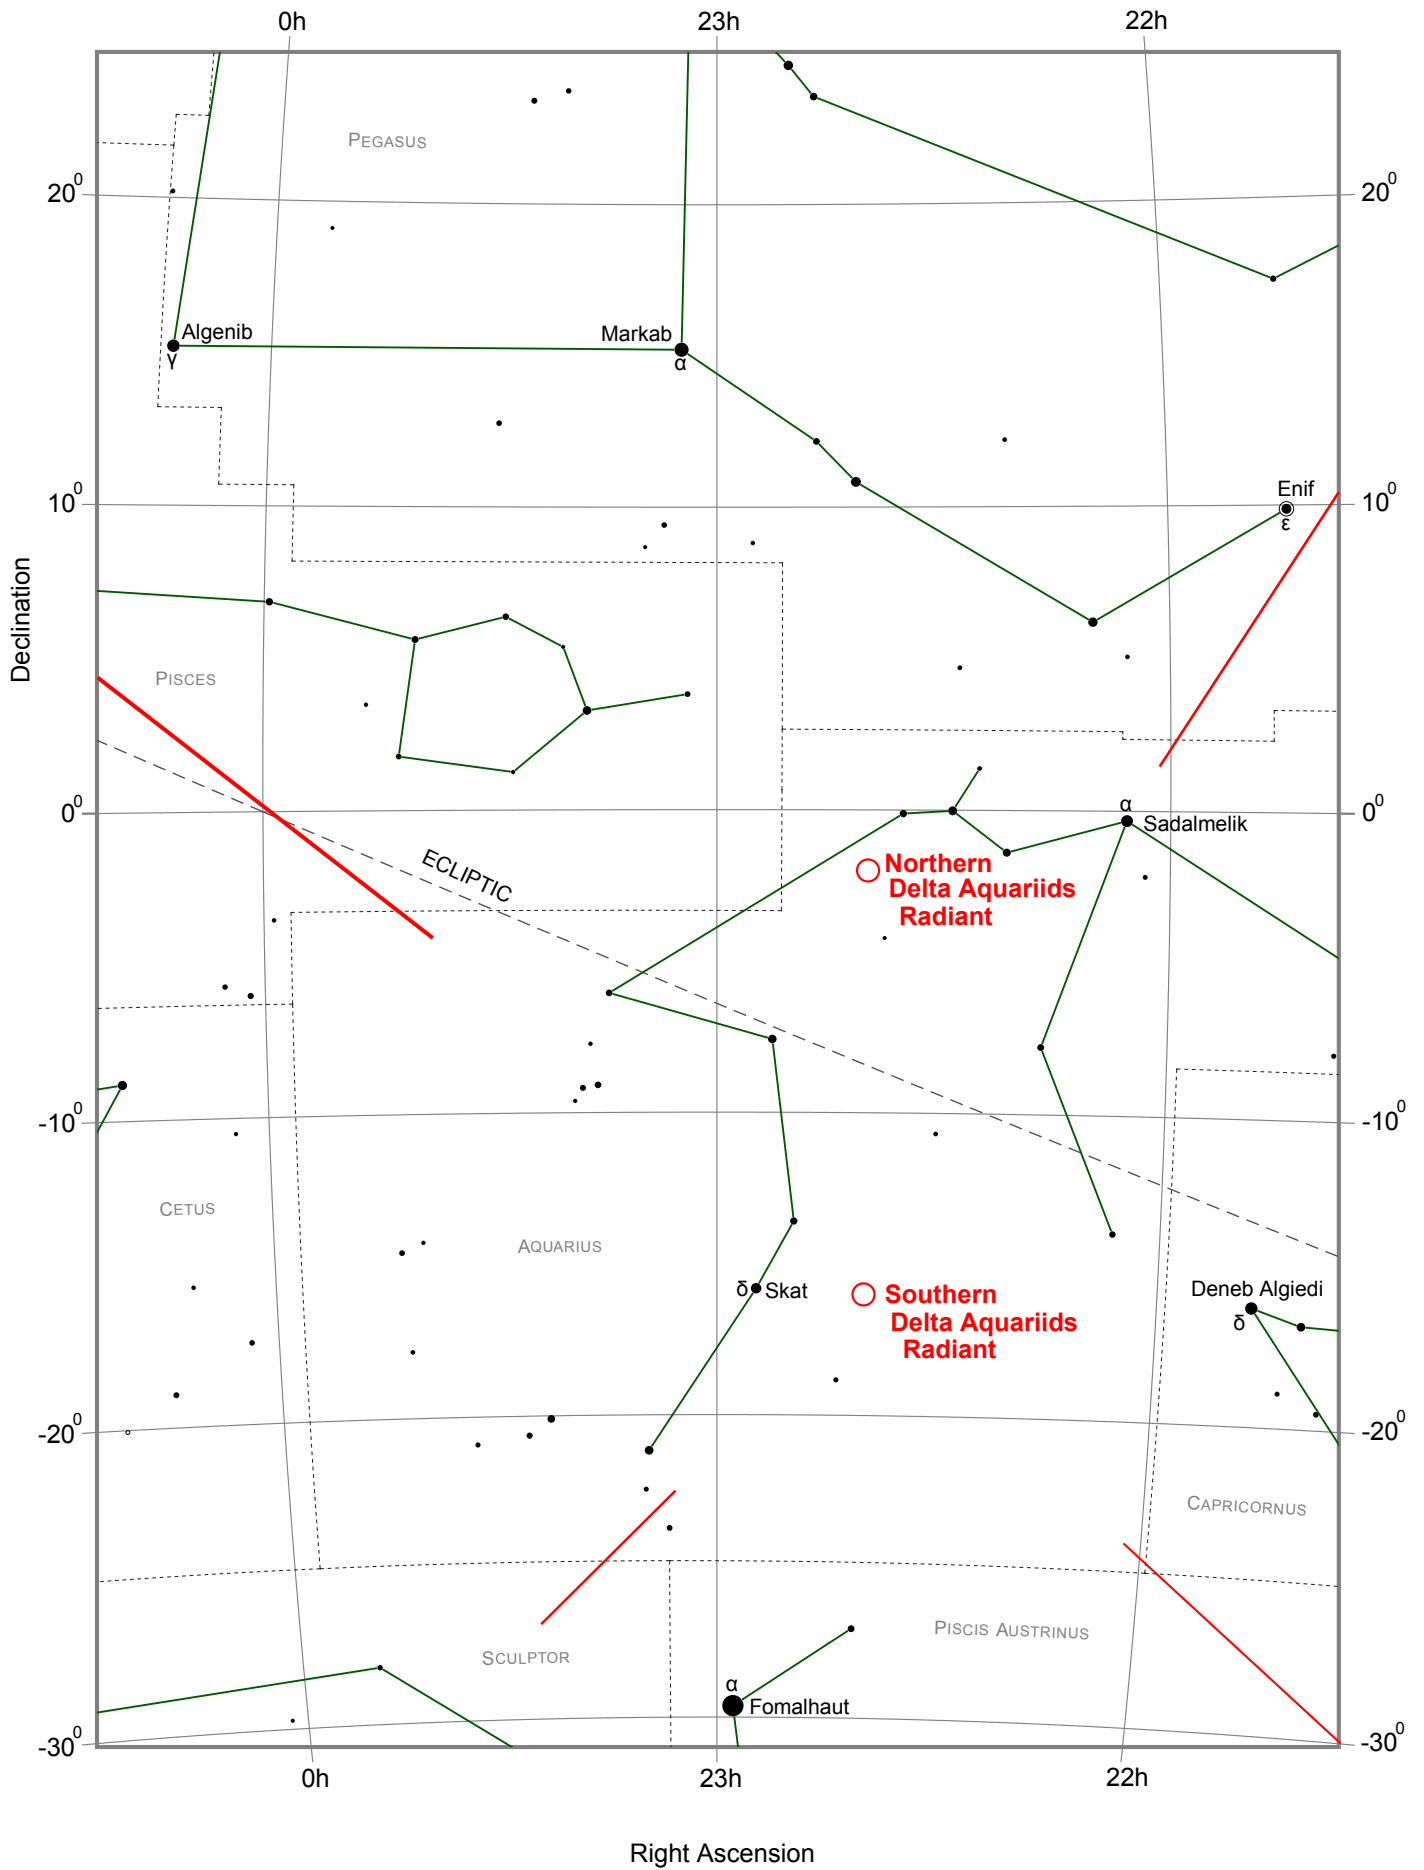 0h 23h 22h
PEGASUS
20⁰ 20⁰
Algenib Markab
γ α
Enif
10⁰ 10⁰
ε
Declination
PISCES
α
0⁰ Sadalmelik 0⁰
ECLIPTIC
Northern
Delta Aquariids
Radiant
-10⁰ -10⁰
CETUS
AQUARIUS
δ Skat
Deneb Algiedi
δ
Southern
Delta Aquariids
Radiant
-20⁰ -20⁰
CAPRICORNUS
PISCIS AUSTRINUS
SCULPTOR
α
Fomalhaut
-30⁰ -30⁰
0h 23h 22h
Right Ascension